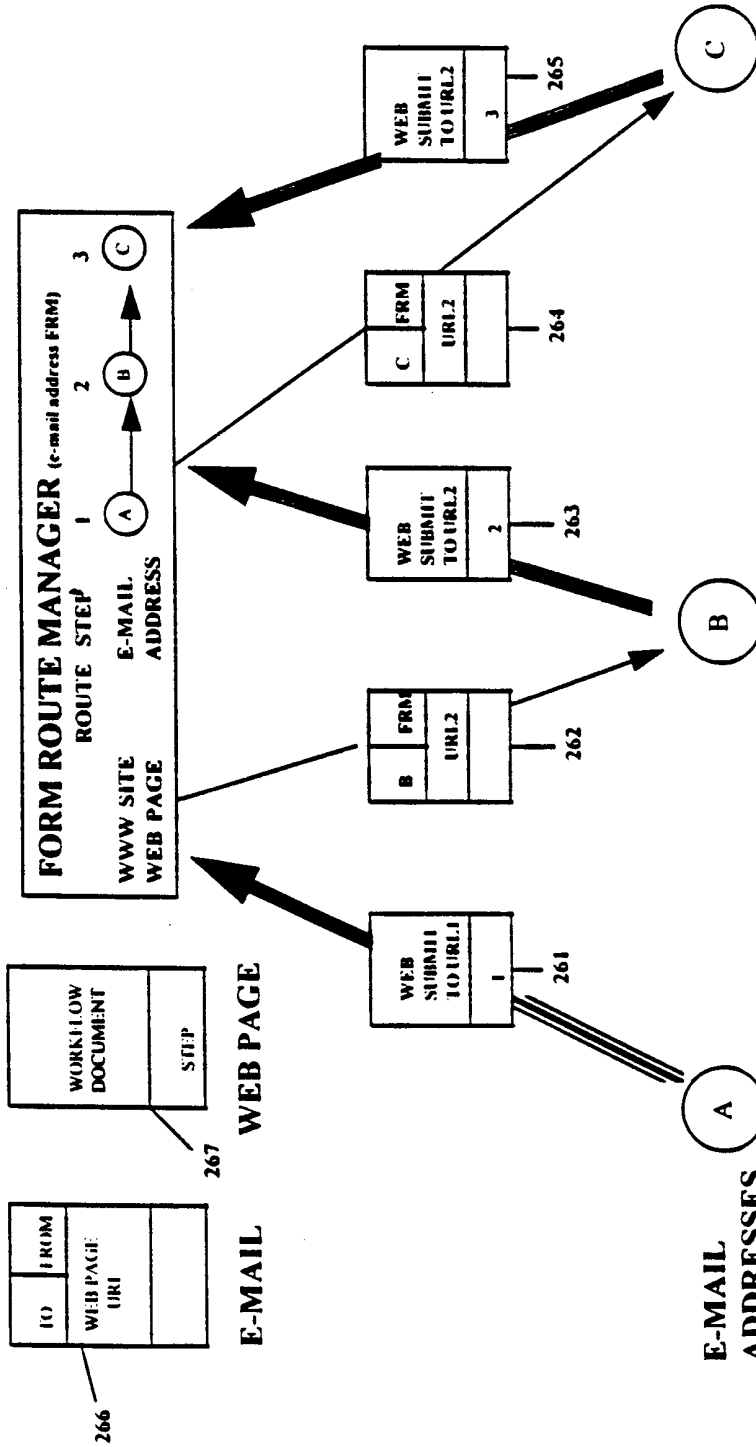 FORM ROUTE MANAGER (e-mail address FRM)
ROUTE STEP 1 2 3
WWW SITE
WEB PAGE
E-MAIL
ADDRESS
A
B
C
TO
FROM
WEB PAGE
URL
266
E-MAIL
WORKFLOW
DOCUMENT
STEP
267
WEB PAGE
WEB
SUBMIT
TO URL1
1
261
B
FRM
URL2
262
WEB
SUBMIT
TO URL2
2
263
C
FRM
URL2
264
WEB
SUBMIT
TO URL2
3
265
E-MAIL
ADDRESSES
A
B
C